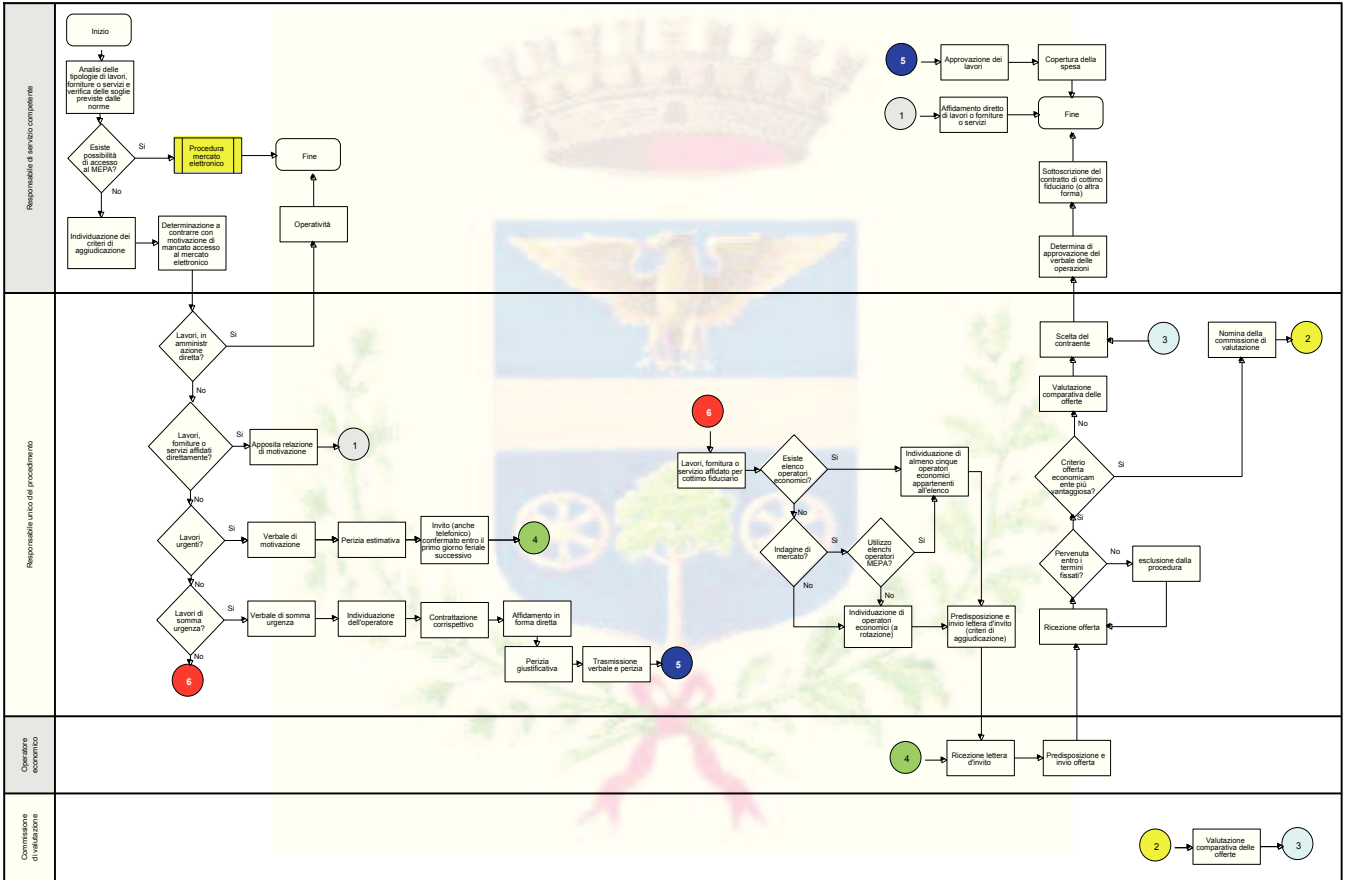 Responsabile di servizio competente
Inizio
Analisi delle
tipologie di lavori,
forniture o servizi e
verifica delle soglie
previste dalle
norme
Esiste
possibilità
di accesso
al MEPA?
Si
Procedura
mercato
elettronico
Fine
No
Individuazione dei
criteri di
aggiudicazione
Determinazione a
contrarre con
motivazione di
mancato accesso
al mercato
elettronico
Operatività
5
Approvazione dei
lavori
Copertura della
spesa
1
Affidamento diretto
di lavori o forniture
o servizi
Fine
Sottoscrizione del
contratto di cottimo
fiduciario (o altra
forma)
Determina di
approvazione del
verbale delle
operazioni
Responsabile unico del procedimento
Lavori, in
amministr
azione
diretta?
Si
No
Lavori,
forniture o
servizi affidati
direttamente?
Si
Apposita relazione
di motivazione
1
No
Lavori
urgenti?
Si
Verbale di
motivazione
Perizia estimativa
Invito (anche
telefonico)
confermato entro il
primo giorno feriale
successivo
4
No
Lavori di
somma
urgenza?
Si
Verbale di somma
urgenza
Individuazione
dell'operatore
Contrattazione
corrispettivo
Affidamento in
forma diretta
Perizia
giustificativa
Trasmissione
verbale e perizia
5
No
6
6
Lavori, fornitura o
servizio affidato per
cottimo fiduciario
Esiste
elenco
operatori
economici?
Si
Individuazione di
almeno cinque
operatori
economici
appartenenti
all'elenco
No
Indagine di
mercato?
Si
Utilizzo
elenchi
operatori
MEPA?
Si
No
No
Individuazione di
operatori
economici (a
rotazione)
Predisposizione e
invio lettera d'invito
(criteri di
aggiudicazione)
Scelta del
contraente
3
Nomina della
commissione di
valutazione
2
Valutazione
comparativa delle
offerte
No
Criterio
offerta
economicam
ente più
vantaggiosa?
Si
Si
Pervenuta
entro i
termini
fissati?
No
esclusione dalla
procedura
Ricezione offerta
Operatore
economico
4
Ricezione lettera
d'invito
Predisposizione e
invio offerta
Commissione
di valutazione
2
Valutazione
comparativa delle
offerte
3